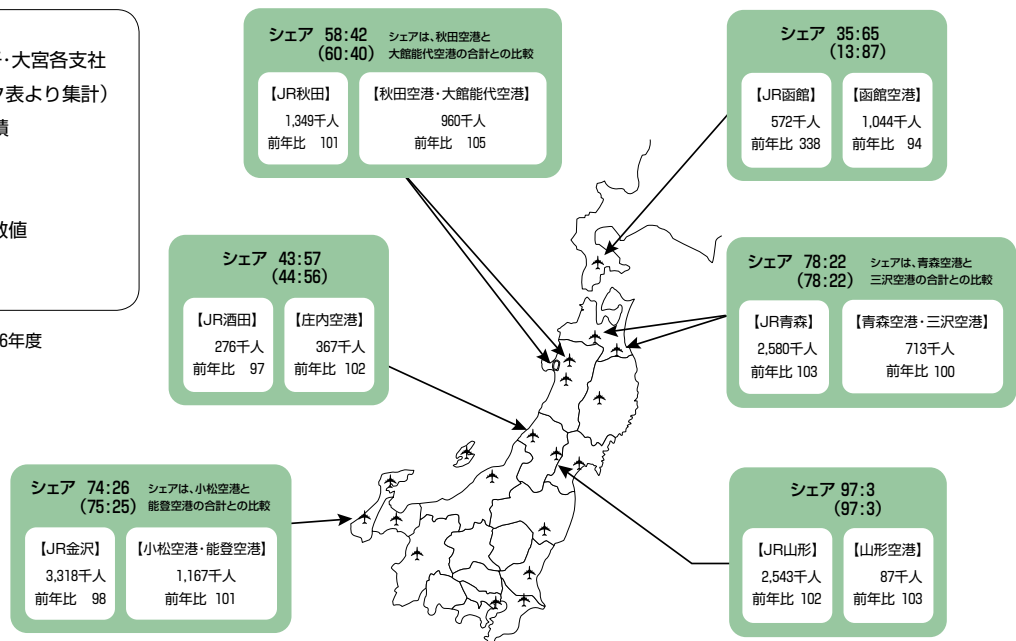 ・大宮各支社
ク表より集計）
績
数値
6年度
シェア 58:42
(60:40)
シェアは、秋田空港と
大館能代空港の合計との比較
【JR秋田】
1,349千人
前年比 101
【秋田空港・大館能代空港】
960千人
前年比 105
シェア 35:65
(13:87)
【JR函館】
572千人
前年比 338
【函館空港】
1,044千人
前年比 94
シェア 43:57
(44:56)
【JR酒田】
276千人
前年比 97
【庄内空港】
367千人
前年比 102
シェア 78:22
(78:22)
シェアは、青森空港と
三沢空港の合計との比較
【JR青森】
2,580千人
前年比 103
【青森空港・三沢空港】
713千人
前年比 100
シェア 74:26
(75:25)
シェアは、小松空港と
能登空港の合計との比較
【JR金沢】
3,318千人
前年比 98
【小松空港・能登空港】
1,167千人
前年比 101
シェア 97:3
(97:3)
【JR山形】
2,543千人
前年比 102
【山形空港】
87千人
前年比 103